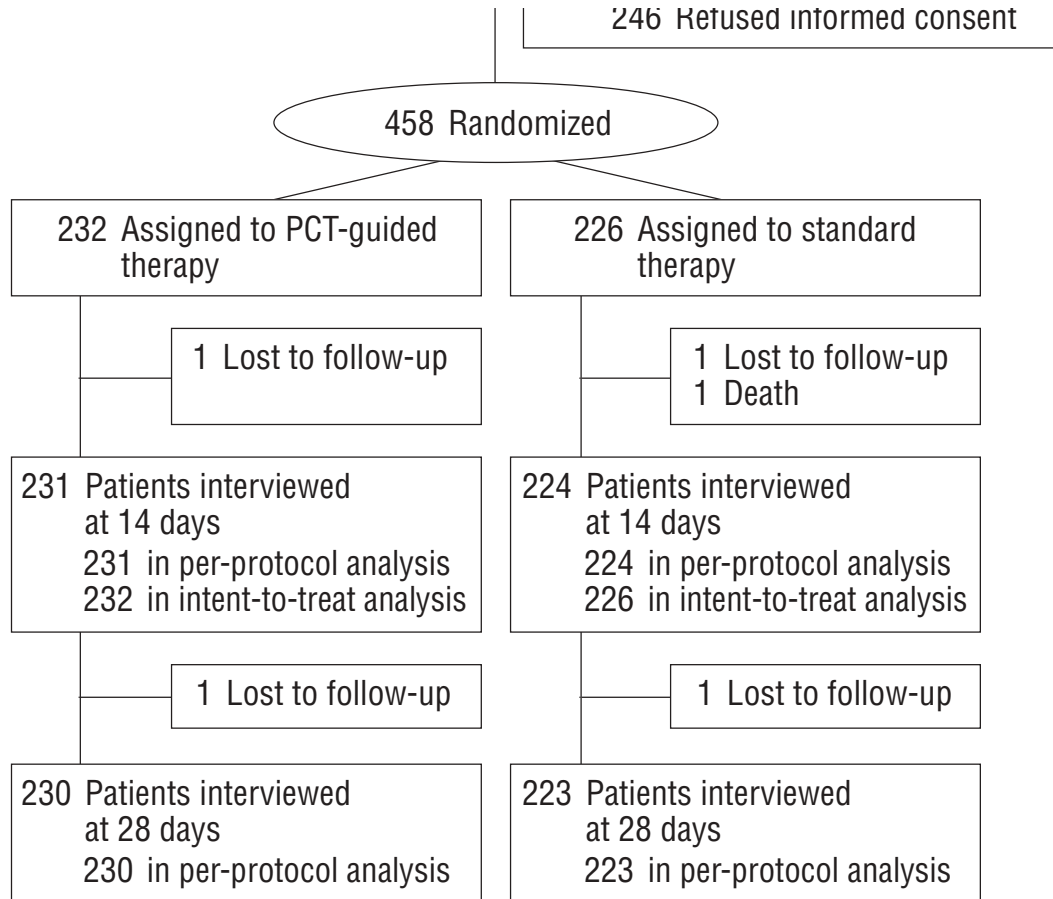 246 Refused informed consent
458 Randomized
232 Assigned to PCT-guided
therapy
226 Assigned to standard
therapy
1 Lost to follow-up
1 Lost to follow-up
1 Death
231 Patients interviewed
at 14 days
231 in per-protocol analysis
232 in intent-to-treat analysis
224 Patients interviewed
at 14 days
224 in per-protocol analysis
226 in intent-to-treat analysis
1 Lost to follow-up
1 Lost to follow-up
230 Patients interviewed
at 28 days
230 in per-protocol analysis
223 Patients interviewed
at 28 days
223 in per-protocol analysis